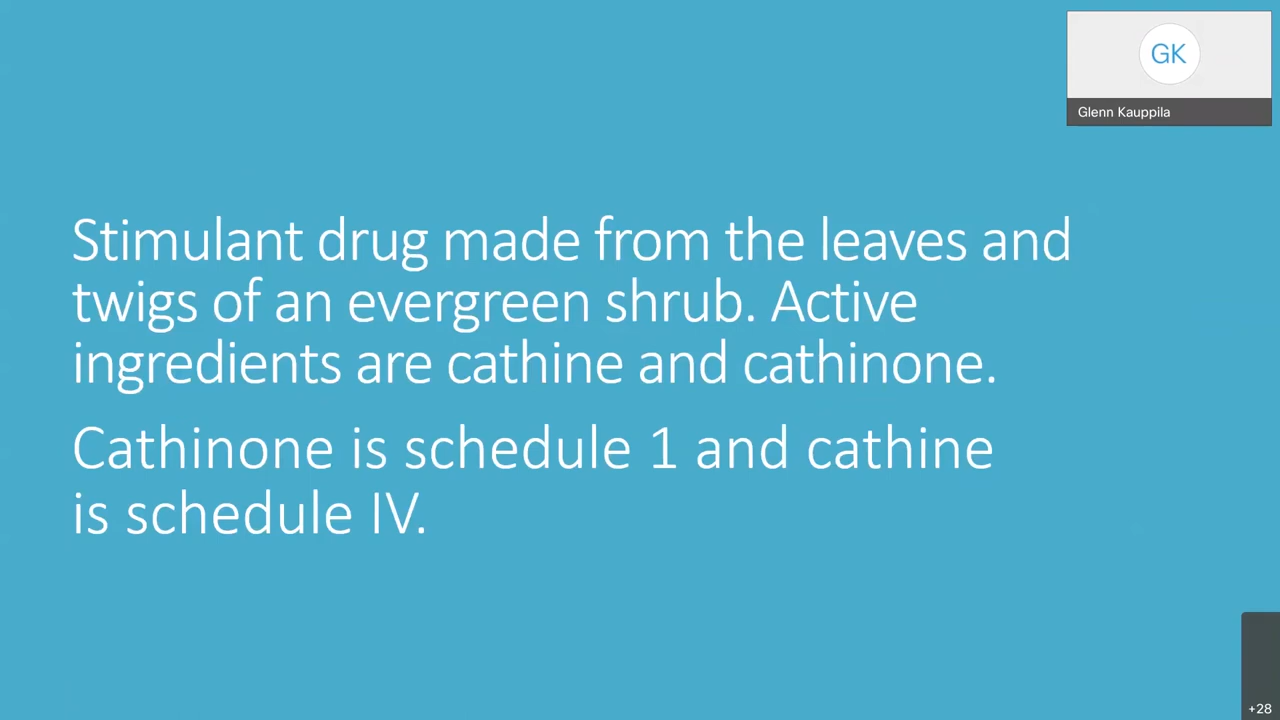 GK
Glenn Kauppila
Stimulant drug made from the leaves and
twigs of an evergreen shrub. Active
ingredients are cathine and cathinone.
Cathinone is schedule 1 and cathine
is schedule IV.
+28